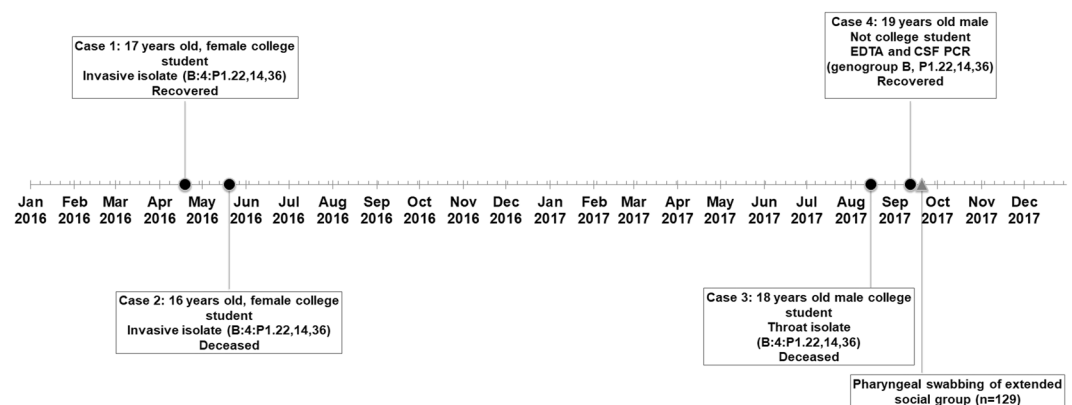 Case 1: 17 years old, female college
student
Invasive isolate (B:4:P1.22,14,36)
Recovered
Case 4: 19 years old male
Not college student
EDTA and CSF PCR
(genogroup B, P1.22,14,36)
Recovered
Jan Feb Mar Apr May Jun Jul Aug Sep Oct Nov Dec Jan Feb Mar Apr May Jun Jul Aug Sep Oct Nov Dec
2016 2016 2016 2016 2016 2016 2016 2016 2016 2016 2016 2016 2017 2017 2017 2017 2017 2017 2017 2017 2017 2017 2017 2017
Case 2: 16 years old, female college
student
Invasive isolate (B:4:P1.22,14,36)
Deceased
Case 3: 18 years old male college
student
Throat isolate
(B:4:P1.22,14,36)
Deceased
Pharyngeal swabbing of extended
social group (n=129)